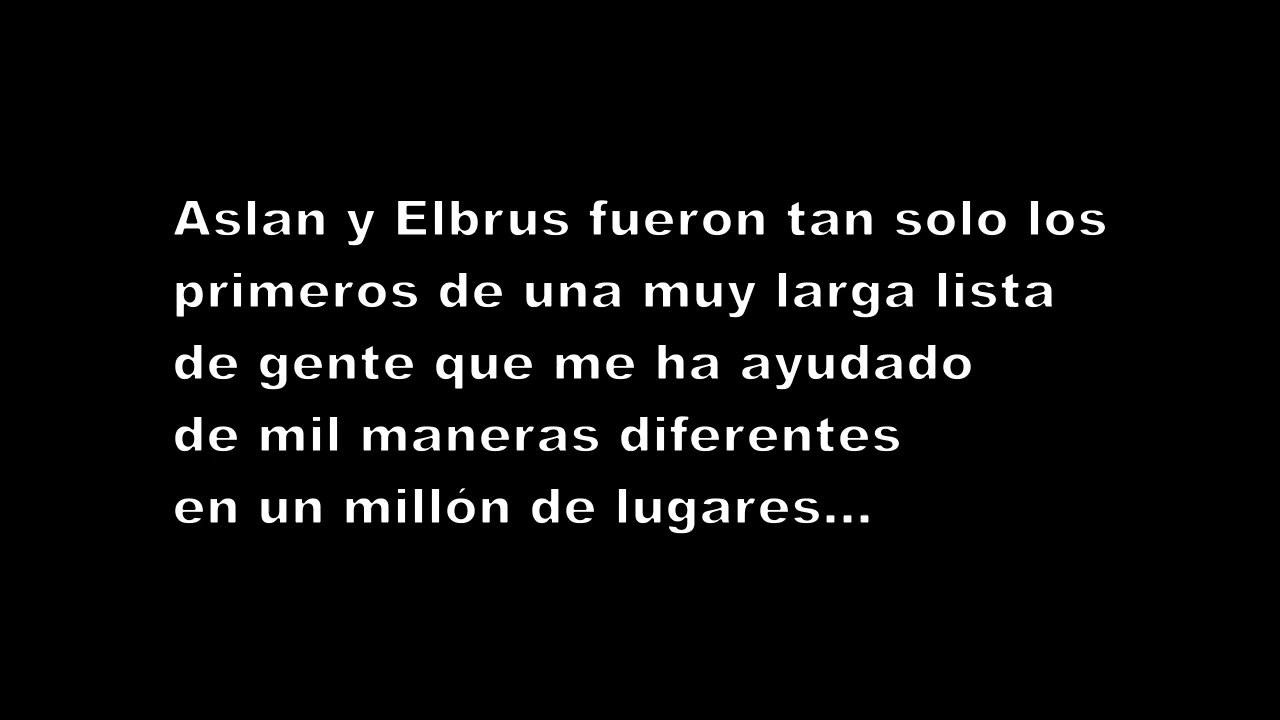 Aslan y Elbrus fueron tan solo los
primeros de una muy larga lista
de gente que me ha ayudado
de mil maneras diferentes
en un millón de lugares...